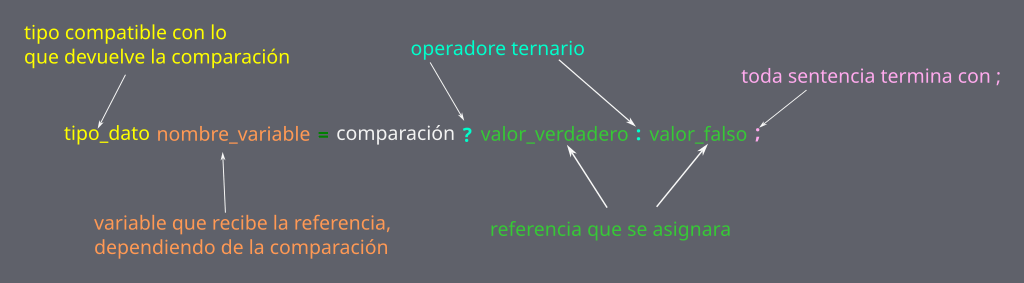 tipo compatible con lo
que devuelve la comparación
operadore ternario
toda sentencia termina con ;
tipo_dato nombre_variable = comparación ? valor_verdadero : valor_falso ;
variable que recibe la referencia,
dependiendo de la comparación
referencia que se asignara